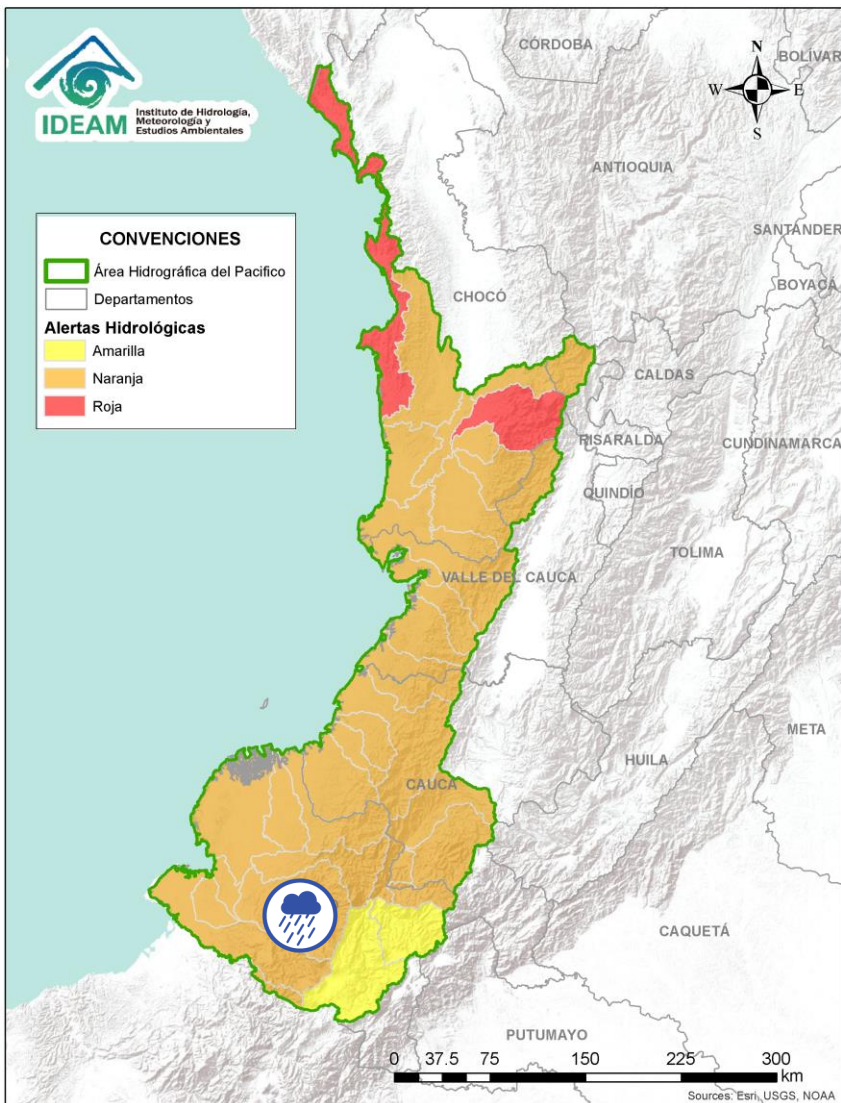 IDEAM
Instituto de Hidrología,
Meteorología y
Estudios Ambientales
CÓRDOBA
BOLÍVAR
N
W
E
S
ANTIOQUIA
SANTANDER
BOYACÁ
CONVENCIONES
Área Hidrográfica del Pacifico
Departamentos
Alertas Hidrológicas
Amarilla
Naranja
Roja
CHOCÓ
CALDAS
RISARALDA
CUNDINAMARCA
QUINDÍO
TOLIMA
VALLE DEL CAUCA
META
HUILA
CAUCA
CAQUETÁ
PUTUMAYO
0 37.5 75 150 225 300
km
Sources: Esri, USGS, NOAA